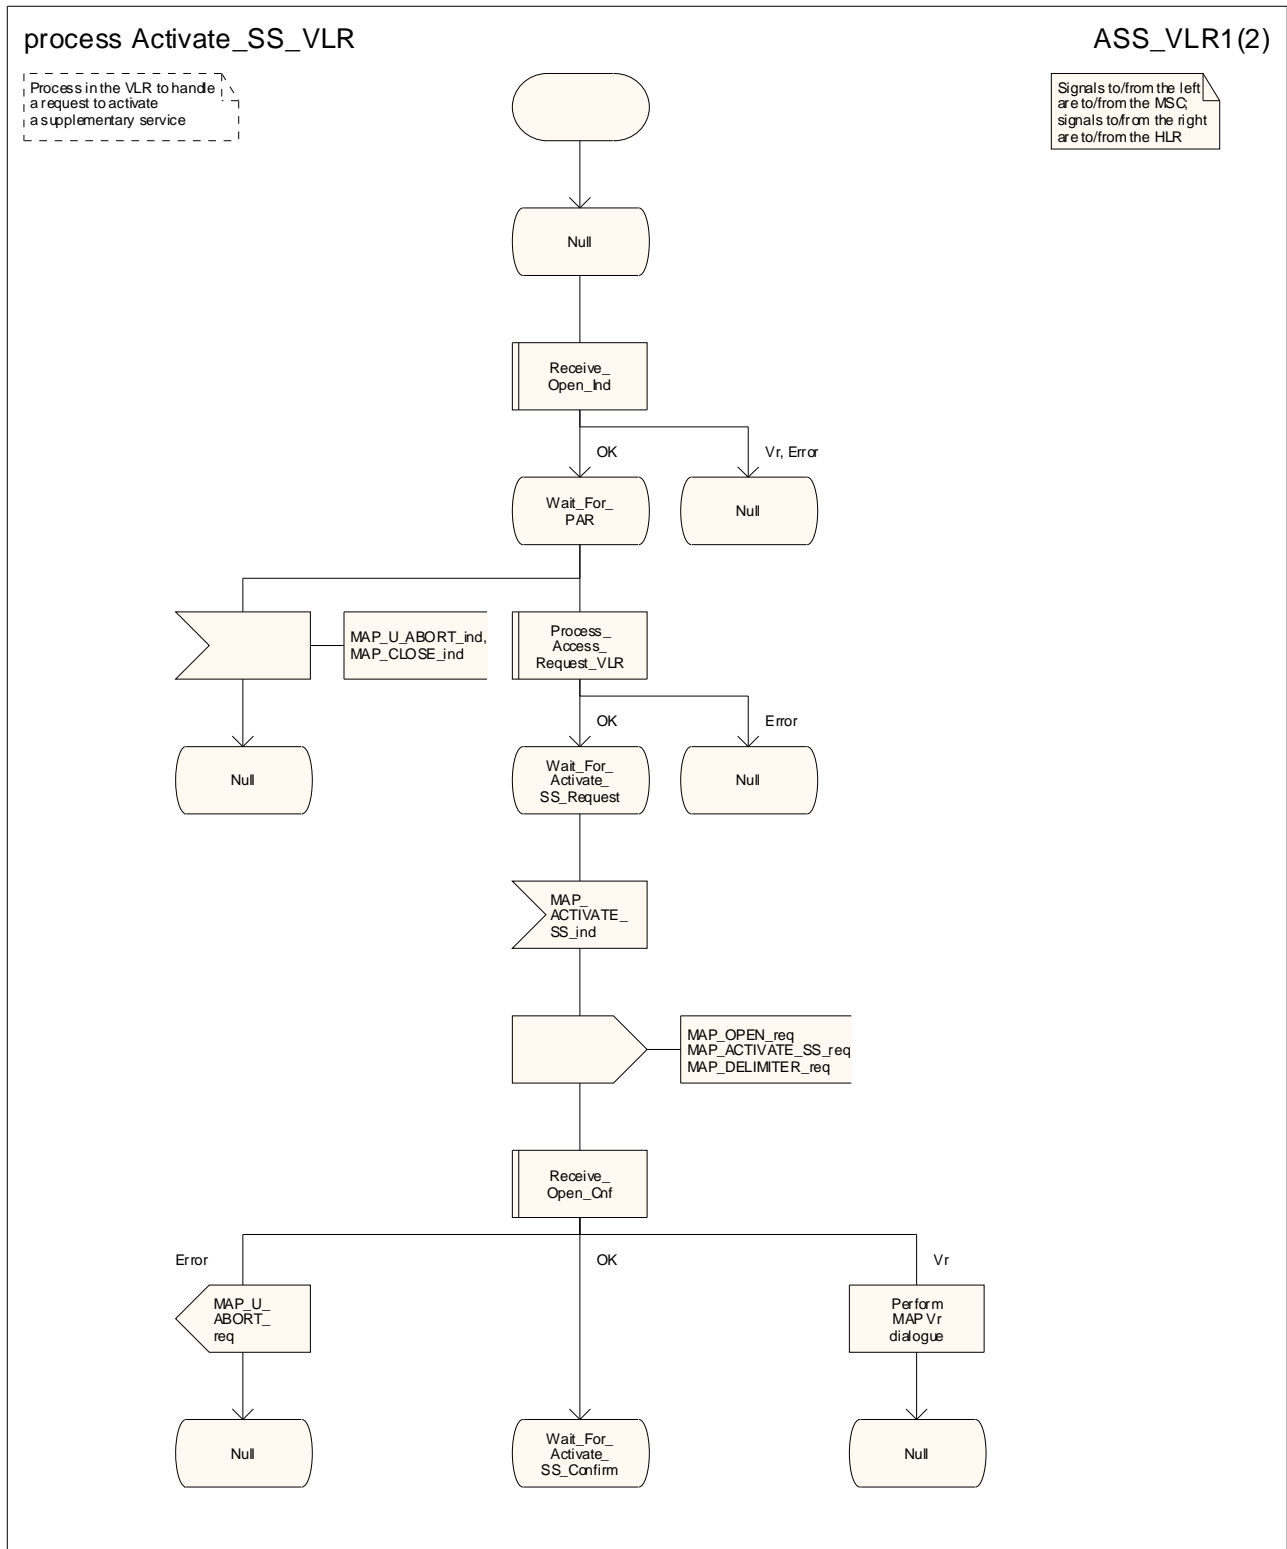 process Activate_SS_VLR
ASS_VLR1(2)
Process in the VLR to handle
a request to activate
a supplementary service
Signals to/from the left
are to/from the MSC;
signals to/from the right
are to/from the HLR
Null
Receive_
Open_Ind
OK
Vr, Error
Wait_For_
PAR
Null
MAP_U_ABORT_ind,
MAP_CLOSE_ind
Process_
Access_
Request_VLR
OK
Error
Null
Wait_For_
Activate_
SS_Request
Null
MAP_
ACTIVATE_
SS_ind
MAP_OPEN_req
MAP_ACTIVATE_SS_req
MAP_DELIMITER_req
Receive_
Open_Cnf
Error
OK
Vr
MAP_U_
ABORT_
req
Perform
MAP Vr
dialogue
Null
Wait_For_
Activate_
SS_Confirm
Null